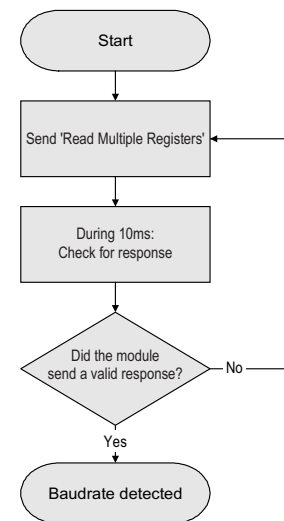 Start
Send 'Read Multiple Registers'
During 10ms:
Check for response
Did the module
send a valid response?
No
Yes
Baudrate detected